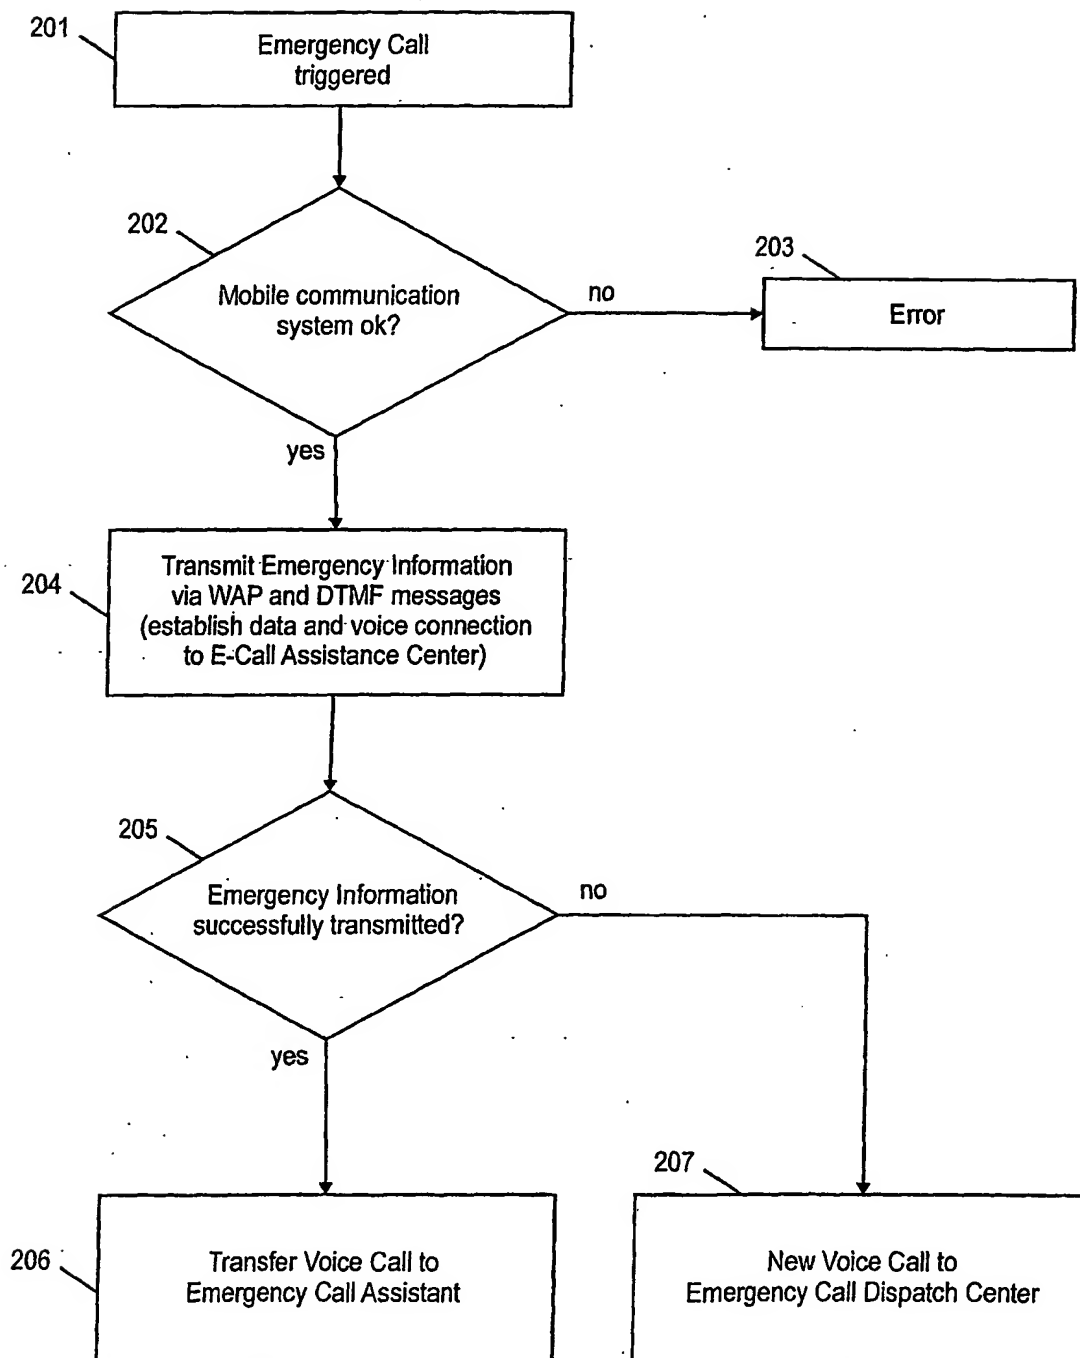 201
Emergency Call
triggered
202
Mobile communication
system ok?
no
203
Error
yes
204
Transmit Emergency Information
via WAP and DTMF messages
(establish data and voice connection
to E-Call Assistance Center)
205
Emergency Information
successfully transmitted?
no
yes
206
Transfer Voice Call to
Emergency Call Assistant
207
New Voice Call to
Emergency Call Dispatch Center